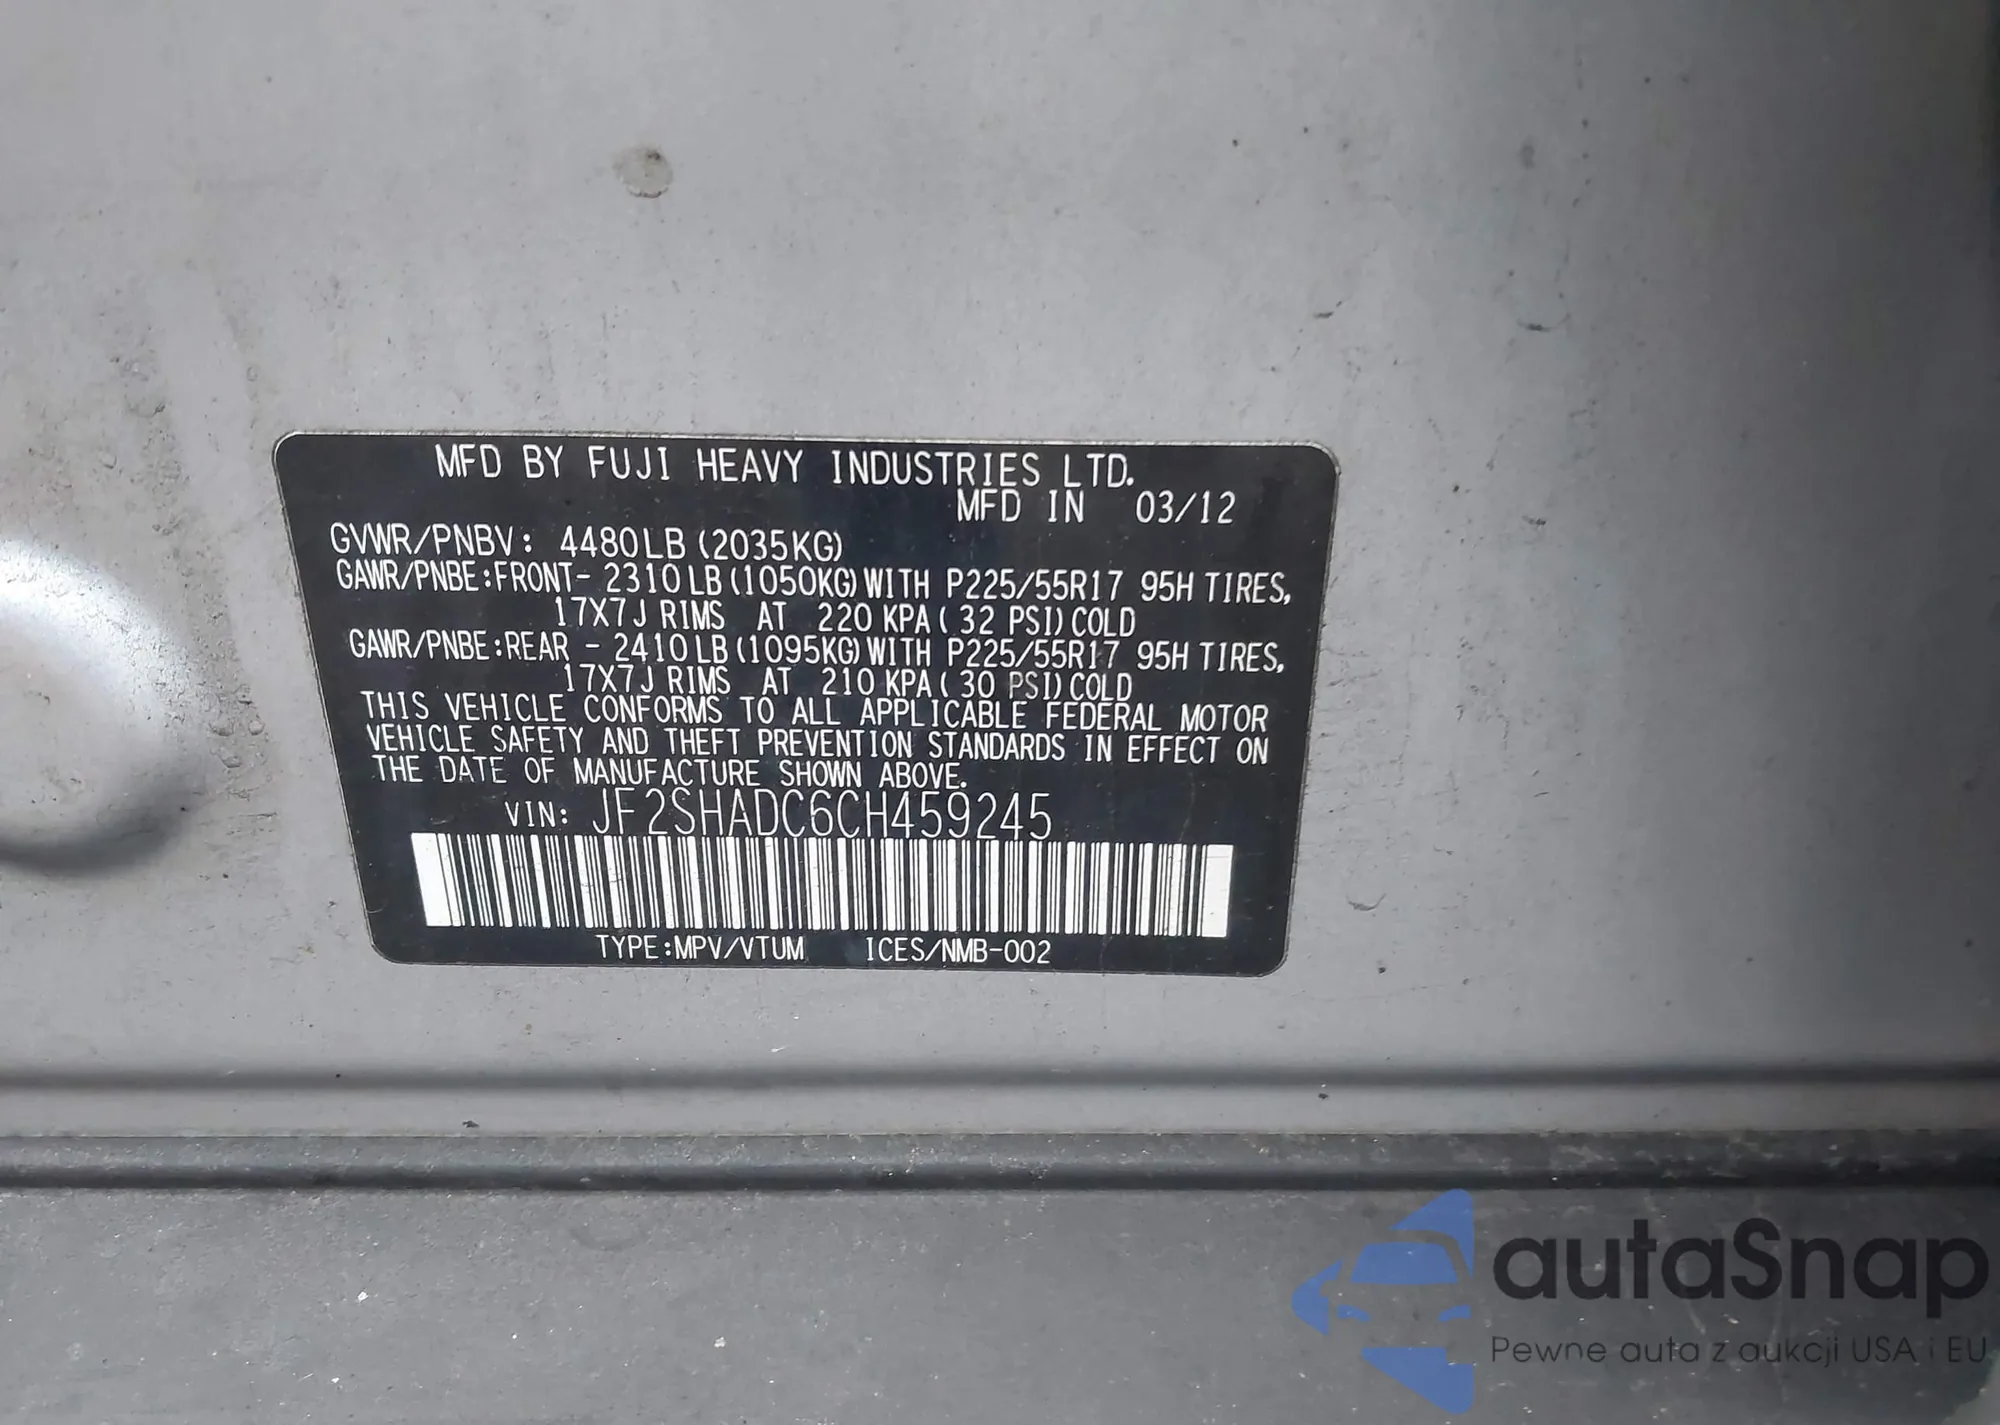 MFD BY FUJI HEAVY INDUSTRIES LTD.
MFD IN 03/12
GVWR/PNBV: 4480LB (2035KG)
GAWR/PNBE:FRONT- 2310LB(1050KG)WITH P225/55R17 95H TIRES,
17X7J RIMS AT 220 KPA( 32 PSI)COLD
GAWR/PNBE:REAR - 2410LB(1095KG)WITH P225/55R17 95H TIRES,
17X7J RIMS AT 210 KPA( 30 PSI)COLD
THIS VEHICLE CONFORMS TO ALL APPLICABLE FEDERAL MOTOR
VEHICLE SAFETY AND THEFT PREVENTION STANDARDS IN EFFECT ON
THE DATE OF MANUFACTURE SHOWN ABOVE.
VIN: JF2SHADC6CH459245
TYPE:MPV/VTUM ICES/NMB-002
autaSnap
Pewne auta z aukcji USA i EU